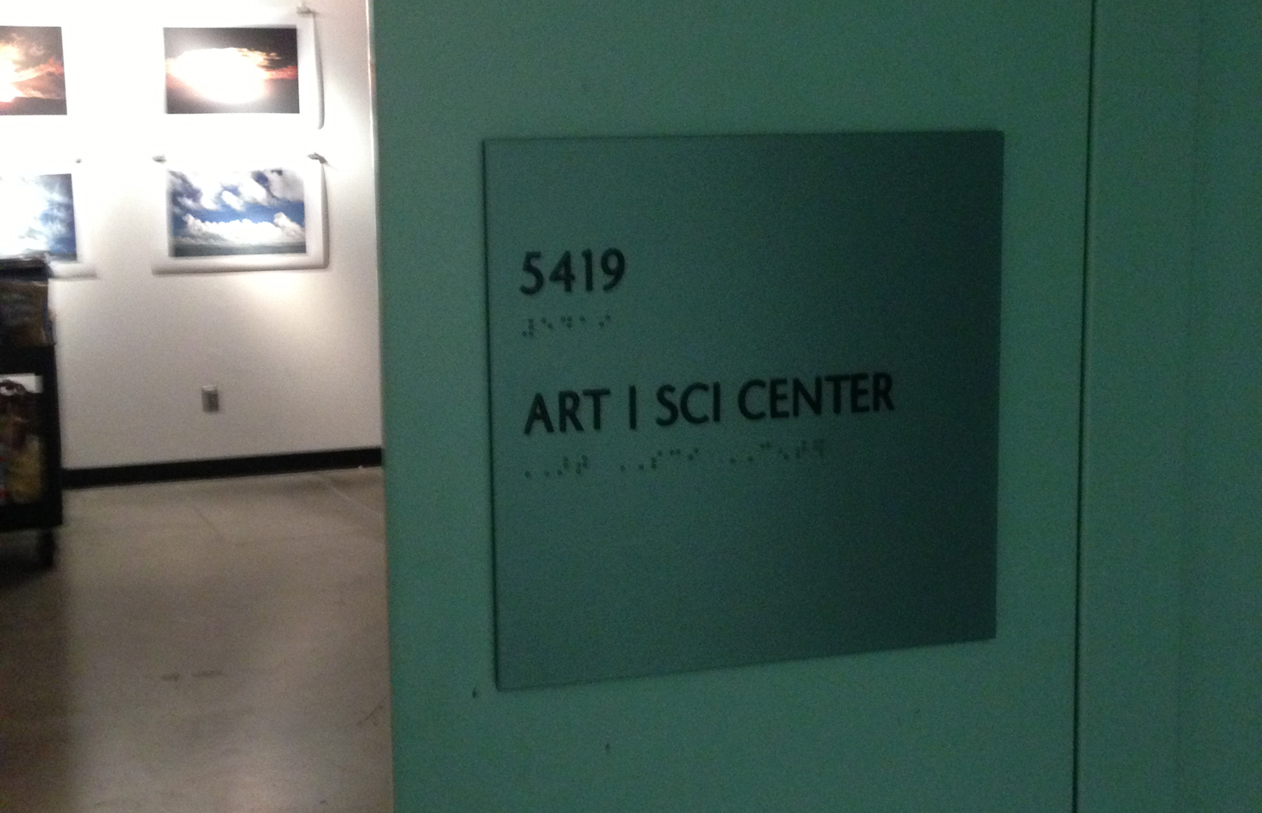 5419
ART | SCI CENTER